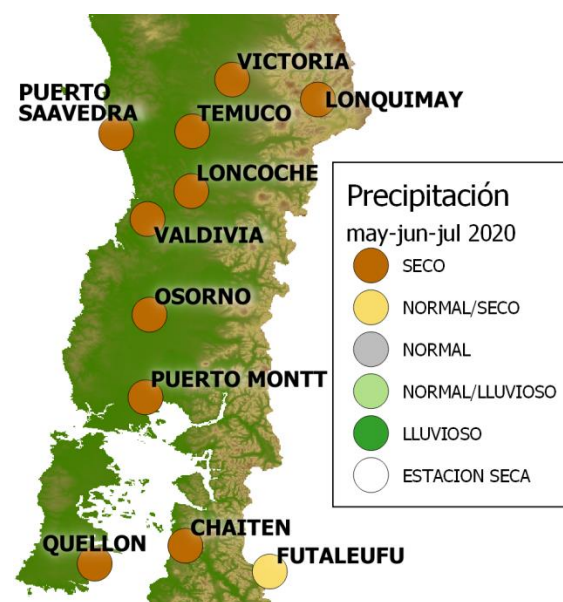 VICTORIA
PUERTO
SAAVEDRA
LONQUIMAY
TEMUCO
LONCOCHE
VALDIVIA
OSORNO
PUERTO MONTT
CHAITEN
QUELLON
FUTALEUFU
Precipitación
may-jun-jul 2020
SECO
NORMAL/SECO
NORMAL
NORMAL/LLUVIOSO
LLUVIOSO
ESTACION SECA